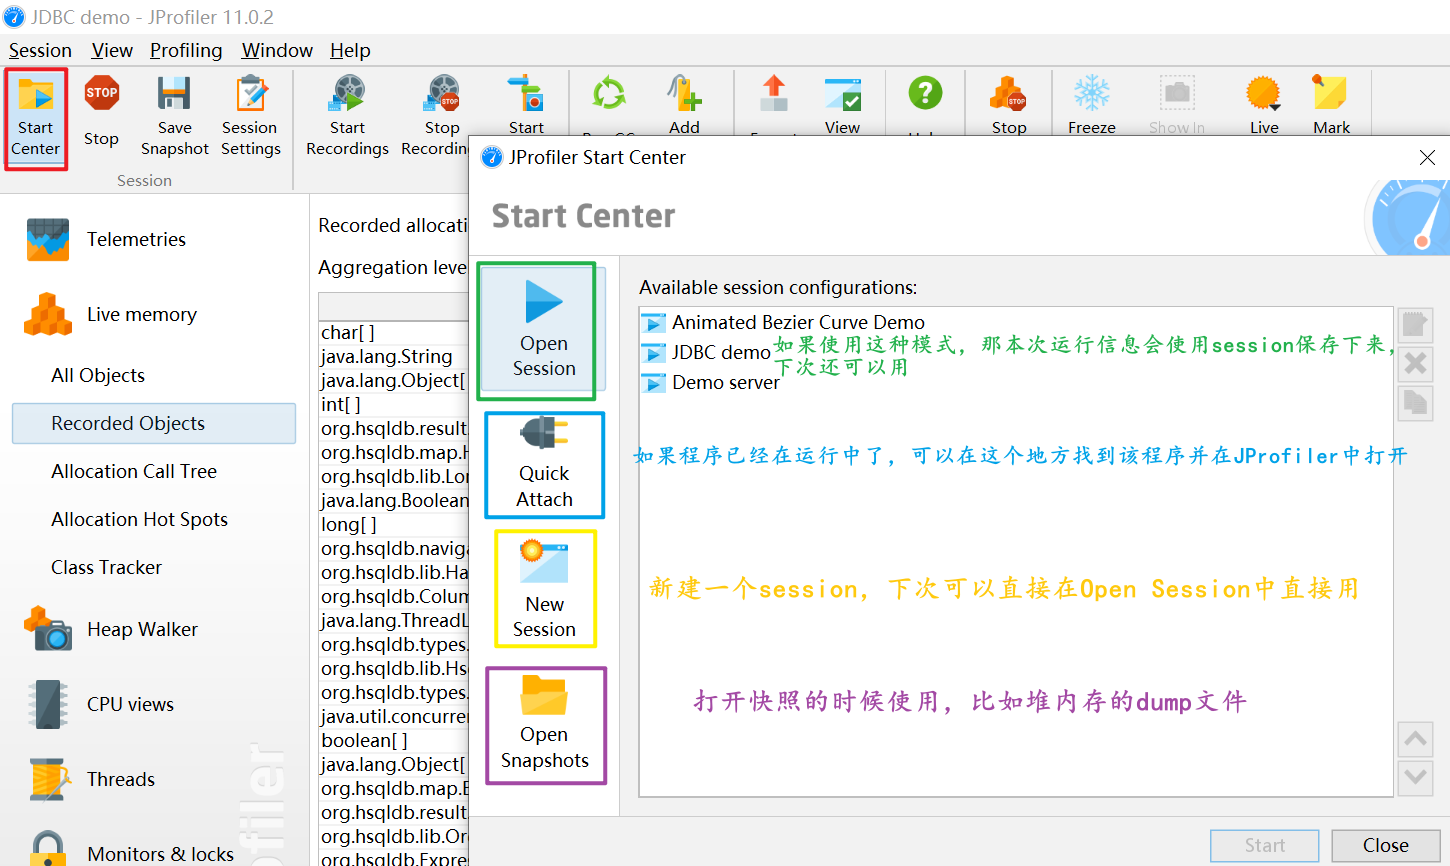 JDBC demo - JProfiler 11.0.2
Session View Profiling Window Help
Start Center
STOP
Stop
Save Snapshot
Session Settings
Session
Start Recordings
STOP
Stop Recordin
Start
Add
View
STOP
Stop
Freeze
Show In
Live
Mark
Telemetries
Live memory
All Objects
Recorded Objects
Allocation Call Tree
Allocation Hot Spots
Class Tracker
Heap Walker
CPU views
Threads
Monitors & locks
Recorded allocati
Aggregation leve
char[ ]
java.lang.String
java.lang.Object[
int[ ]
org.hsqldb.result
org.hsqldb.map.H
org.hsqldb.lib.Lon
java.lang.Boolean
long[ ]
org.hsqldb.naviga
org.hsqldb.lib.Ha
org.hsqldb.Colum
java.lang.ThreadL
org.hsqldb.types.
org.hsqldb.lib.Hs
org.hsqldb.types.
java.util.concurre
boolean[ ]
java.lang.Object[
org.hsqldb.map.B
org.hsqldb.result
org.hsqldb.lib.Or
org.hsqldb.Expre
JProfiler Start Center
Start Center
Open
Session
Quick
Attach
New
Session
Open
Snapshots
Available session configurations:
Animated Bezier Curve Demo
JDBC demo
Demo server
如果使用这种模式，那本次运行信息会使用session保存下来，
下次还可以用
如果程序已经在运行中了，可以在这个地方找到该程序并在JProfiler中打开
新建一个session，下次可以直接在Open Session中直接用
打开快照的时候使用，比如堆内存的dump文件
Start
Close